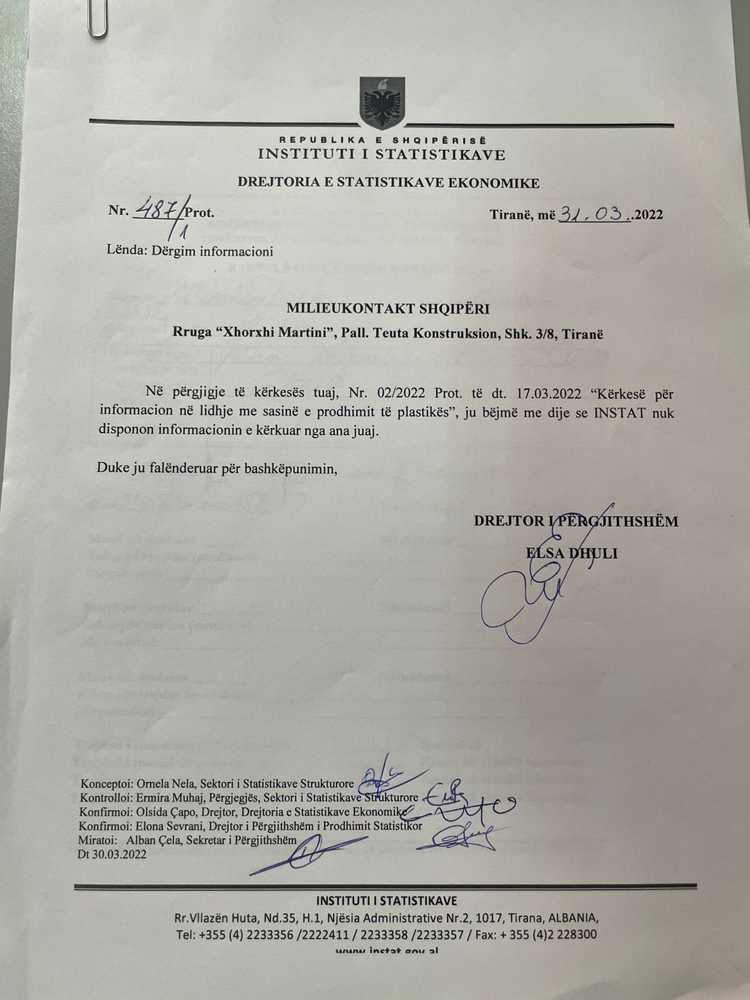 REPUBLIKA E SHQIPËRISË
INSTITUTI I STATISTIKAVE
DREJTORIA E STATISTIKAVE EKONOMIKE
Nr. 487/1 Prot.
Tiranë, më 31.03..2022
Lënda: Dërgim informacioni
MILIEUKONTAKT SHQIPËRI
Rruga “Xhorxhi Martini”, Pall. Teuta Konstruksion, Shk. 3/8, Tiranë
Në përgjigje të kërkesës tuaj, Nr. 02/2022 Prot. të dt. 17.03.2022 “Kërkesë për
informacion në lidhje me sasinë e prodhimit të plastikës”, ju bëjmë me dije se INSTAT nuk
disponon informacionin e kërkuar nga ana juaj.
Duke ju falënderuar për bashkëpunimin,
DREJTOR I PËRGJITHSHËM
ELSA DHULI
Konceptoi: Ornela Nela, Sektori i Statistikave Strukturore
Kontrolloi: Ermira Muhaj, Përgjegjës, Sektori i Statistikave Strukturore
Konfirmoi: Olsida Çapo, Drejtor, Drejtoria e Statistikave Ekonomike
Konfirmoi: Elona Sevrani, Drejtor i Përgjithshëm i Prodhimit Statistikor
Miratoi: Alban Çela, Sekretar i Përgjithshëm
Dt 30.03.2022
INSTITUTI I STATISTIKAVE
Rr.Vllazën Huta, Nd.35, H.1, Njësia Administrative Nr.2, 1017, Tirana, ALBANIA,
Tel: +355 (4) 2233356 /2222411 / 2233358 /2233357 / Fax: + 355 (4)2 228300
www.instat.gov.al